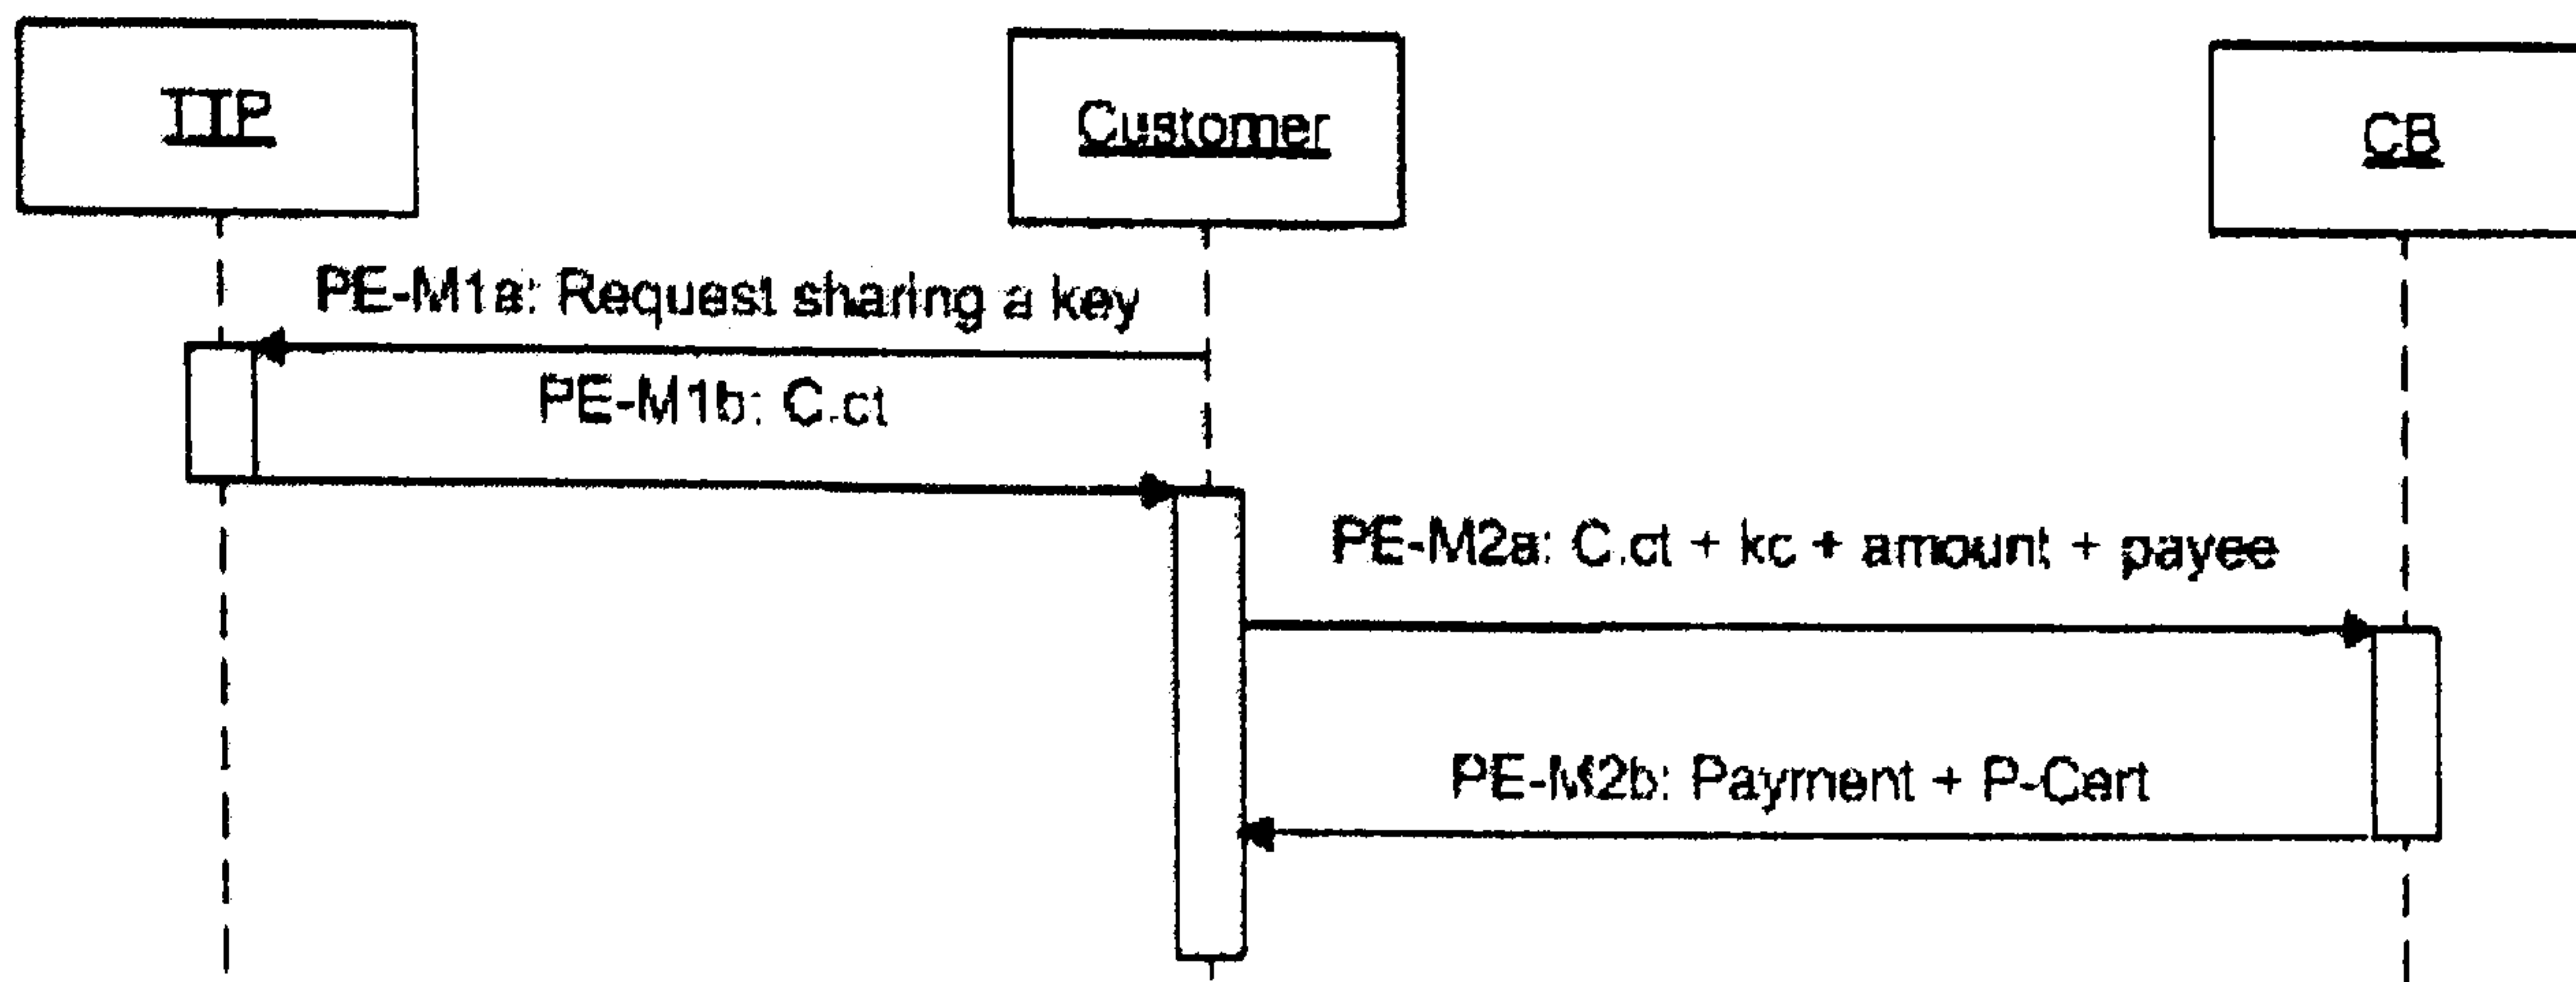 TTP
Customer
CB
PE-M1a: Request sharing a key
PE-M1b: C.ct
PE-M2a: C.ct + kc + amount + payee
PE-M2b: Payment + P-Cert